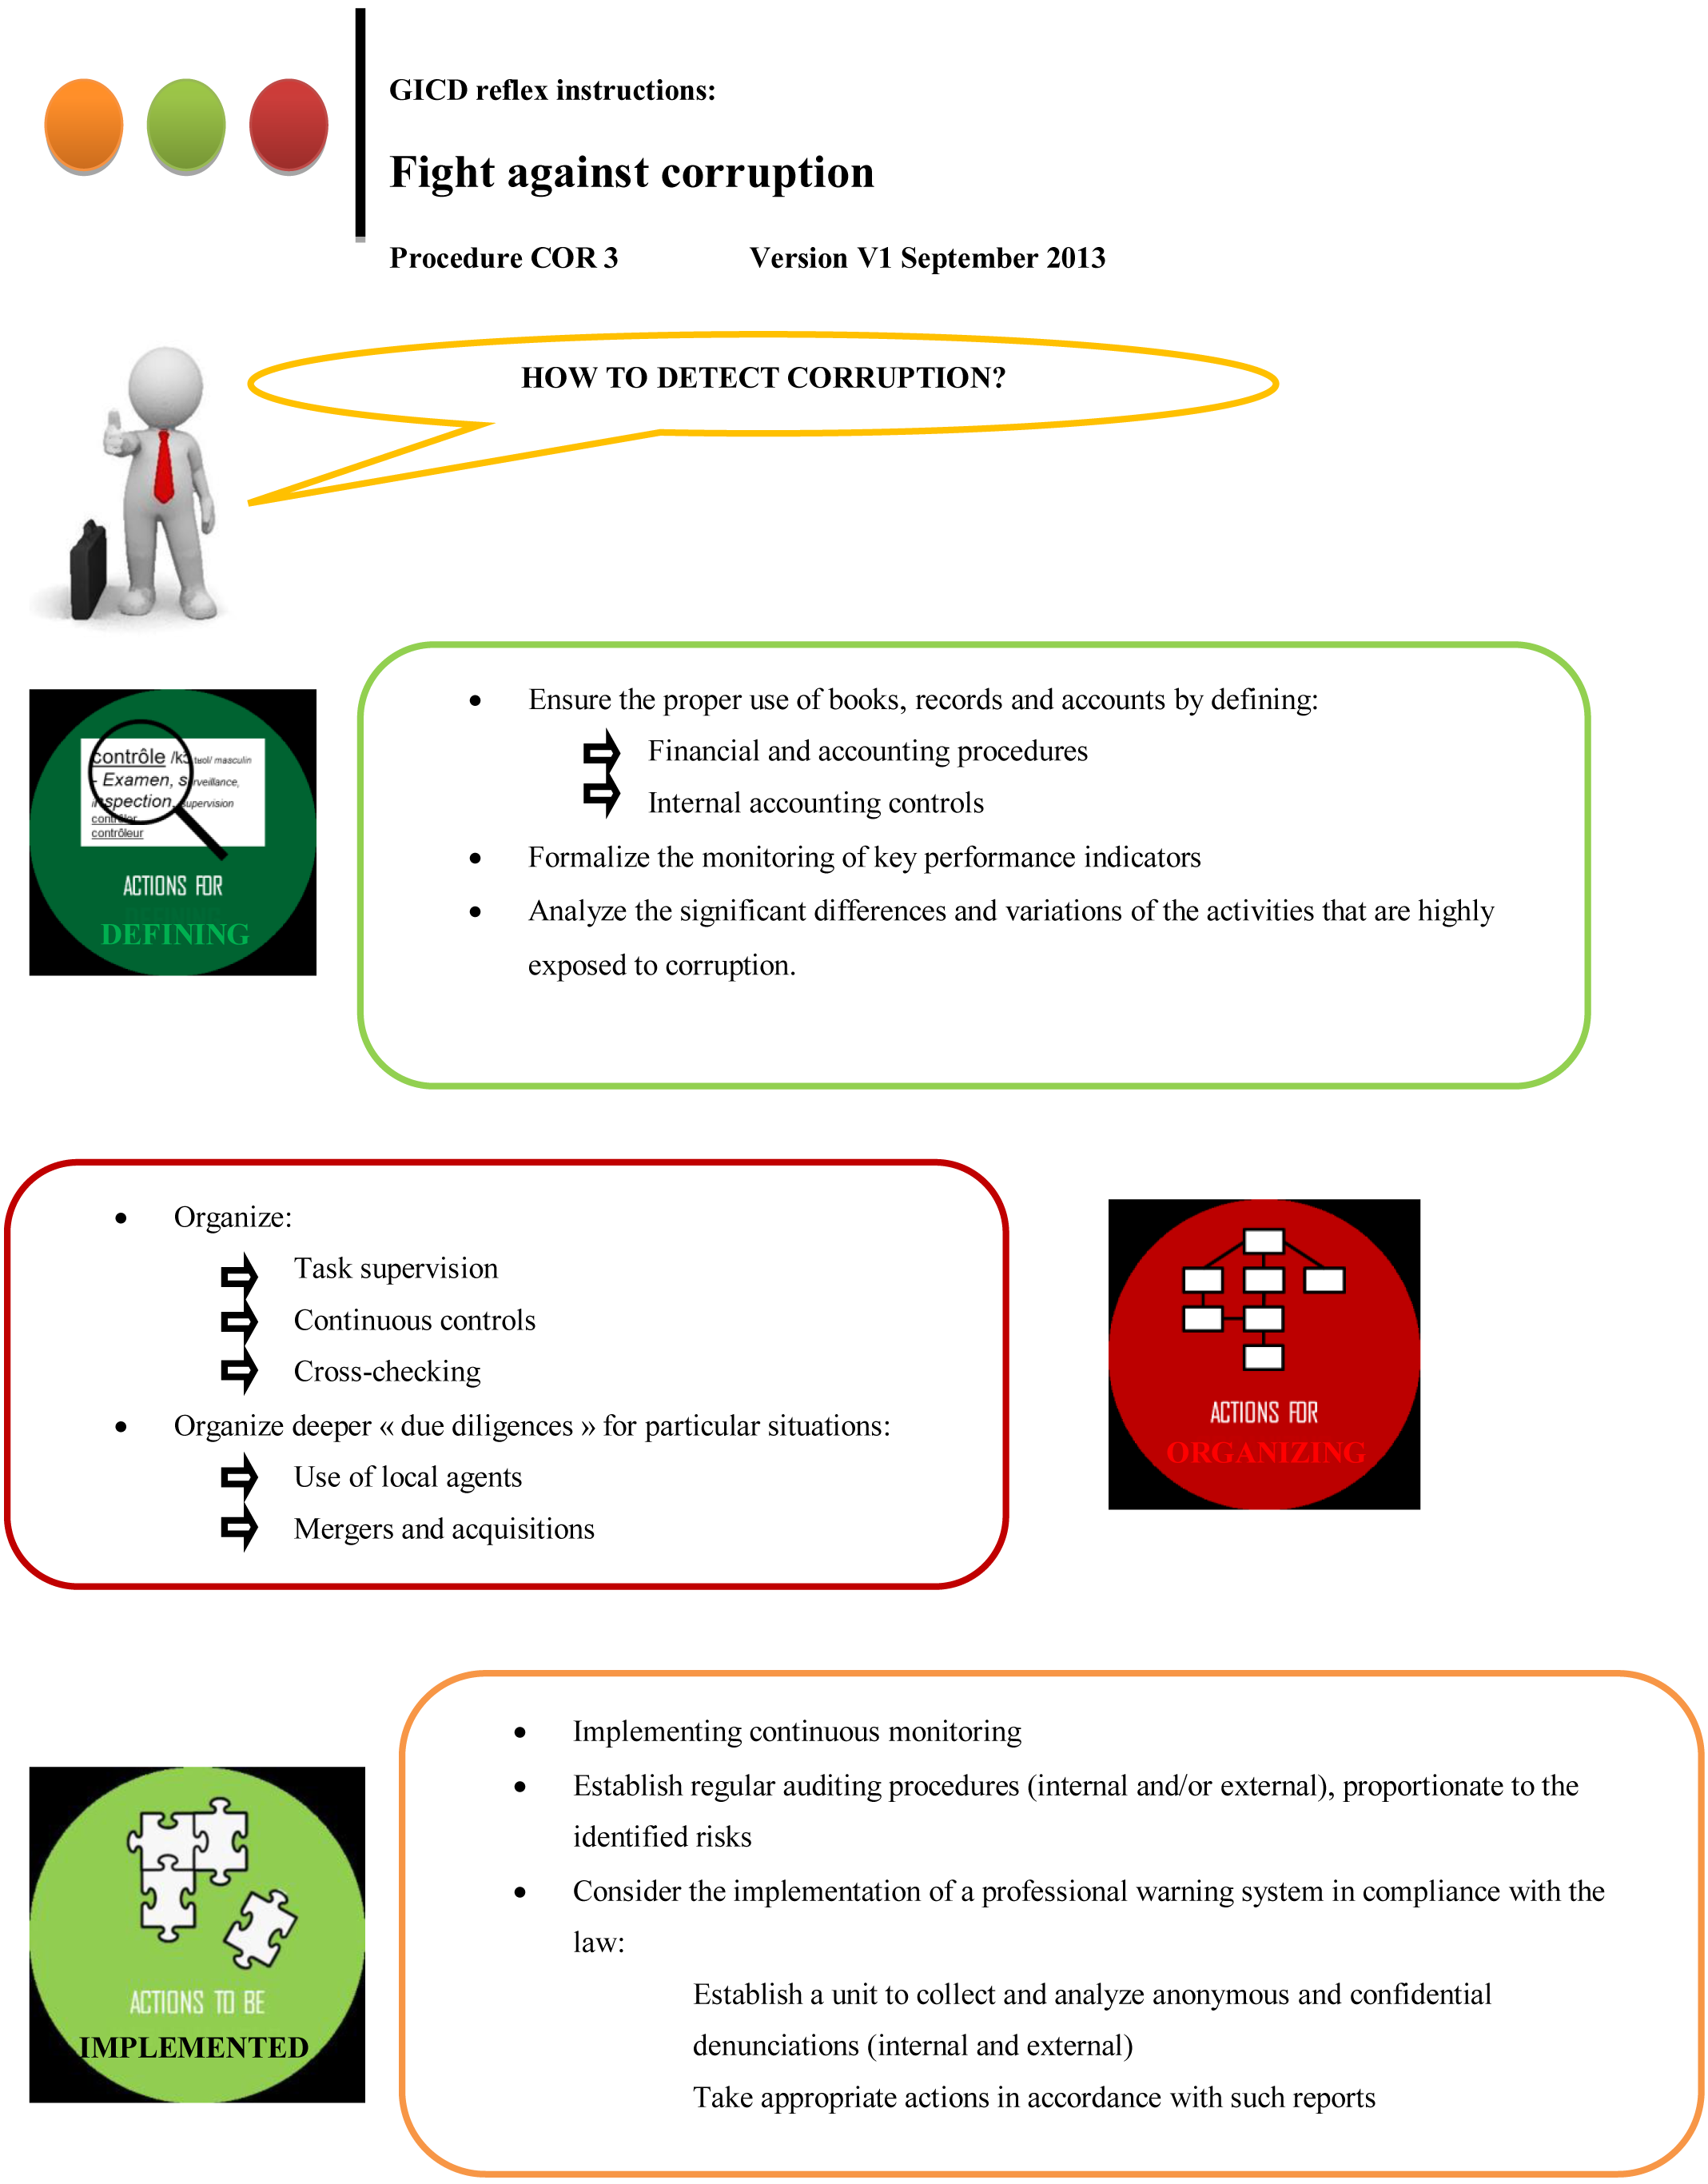 GICD reflex instructions:
Fight against corruption
Procedure COR 3 Version V1 September 2013
HOW TO DETECT CORRUPTION?
contrôle /kɔ̃.tʁol/ masculin
- Examen, surveillance,
inspection, supervision
contrôler
contrôleur
ACTIONS FOR
DEFINING
• Ensure the proper use of books, records and accounts by defining:
Financial and accounting procedures
Internal accounting controls
• Formalize the monitoring of key performance indicators
• Analyze the significant differences and variations of the activities that are highly
exposed to corruption.
• Organize:
Task supervision
Continuous controls
Cross-checking
• Organize deeper « due diligences » for particular situations:
Use of local agents
Mergers and acquisitions
ACTIONS FOR
ORGANIZING
ACTIONS TO BE
IMPLEMENTED
• Implementing continuous monitoring
• Establish regular auditing procedures (internal and/or external), proportionate to the
identified risks
• Consider the implementation of a professional warning system in compliance with the
law:
Establish a unit to collect and analyze anonymous and confidential
denunciations (internal and external)
Take appropriate actions in accordance with such reports